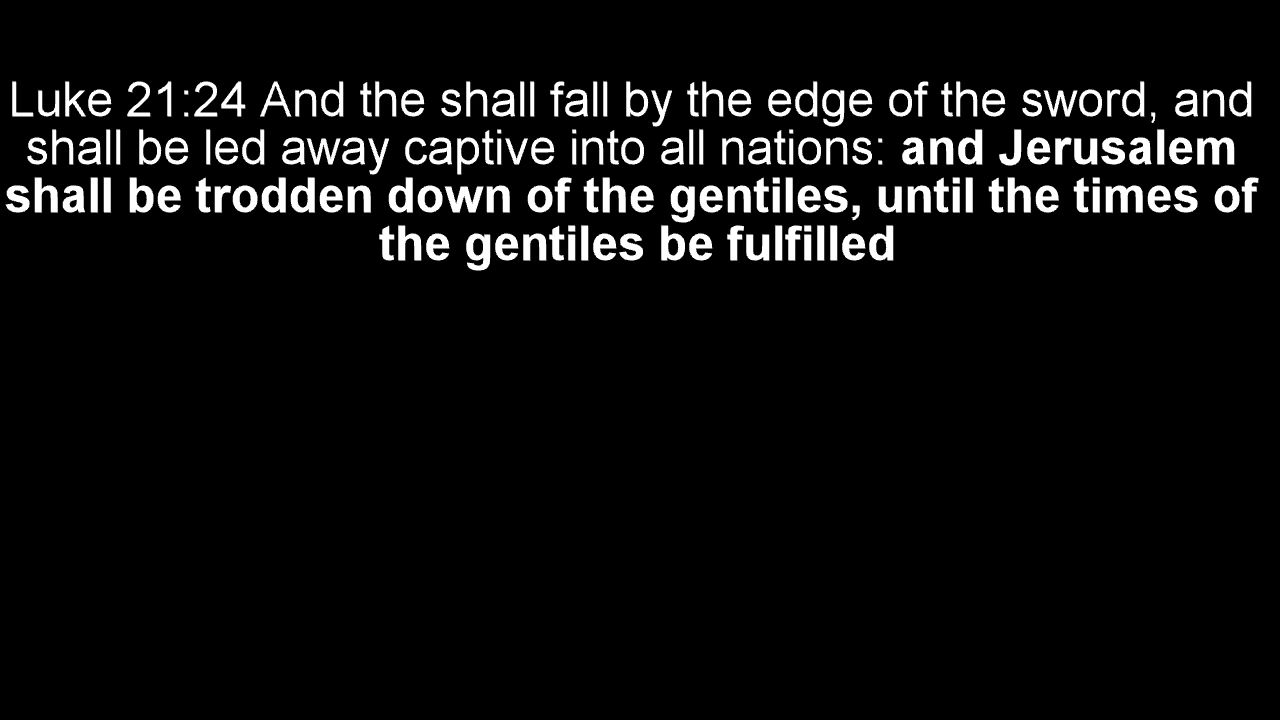 Luke 21:24 And the shall fall by the edge of the sword, and
shall be led away captive into all nations: and Jerusalem
shall be trodden down of the gentiles, until the times of
the gentiles be fulfilled